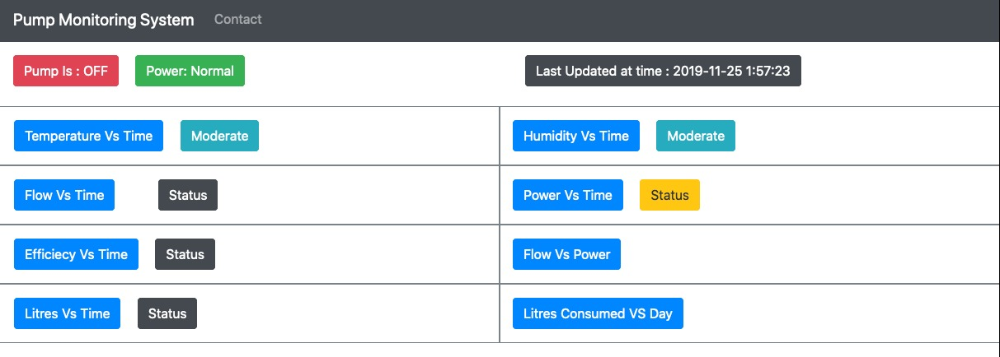 Pump Monitoring System Contact
Pump Is : OFF Power: Normal Last Updated at time : 2019-11-25 1:57:23
Temperature Vs Time Moderate Humidity Vs Time Moderate
Flow Vs Time Status Power Vs Time Status
Efficiecy Vs Time Status Flow Vs Power
Litres Vs Time Status Litres Consumed VS Day